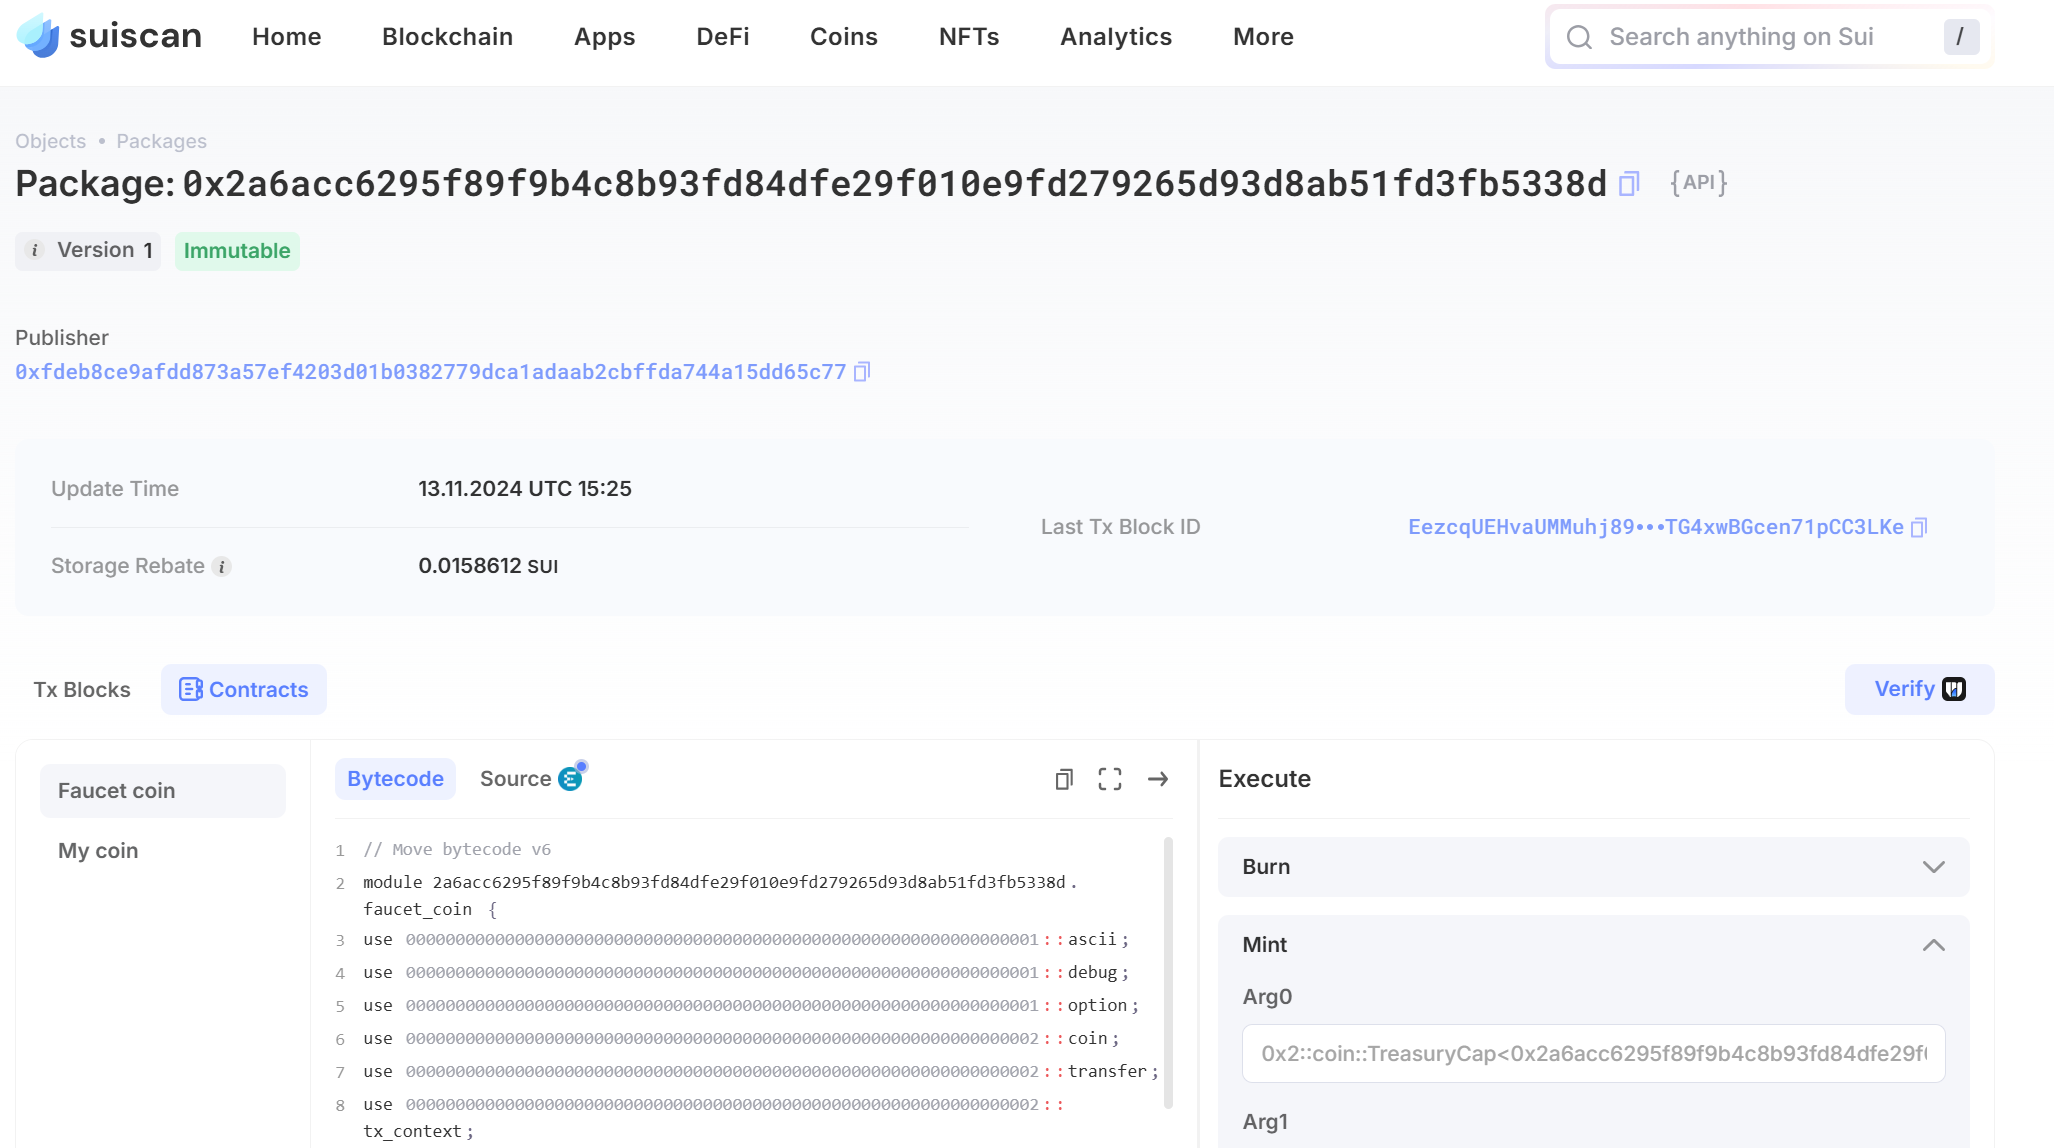 suiscan Home Blockchain Apps DeFi Coins NFTs Analytics More Search anything on Sui /
Objects • Packages
Package: 0x2a6acc6295f89f9b4c8b93fd84dfe29f010e9fd279265d93d8ab51fd3fb5338d {API}
i Version 1 Immutable
Publisher
0xfdeb8ce9afdd873a57ef4203d01b0382779dca1adaab2cbffda744a15dd65c77
Update Time 13.11.2024 UTC 15:25
Last Tx Block ID EezcqUEHvaUMMuhj89•••TG4xwBGcen71pCC3LKe
Storage Rebate i 0.0158612 SUI
Tx Blocks Contracts Verify
Faucet coin
My coin
Bytecode Source
1 // Move bytecode v6
2 module 2a6acc6295f89f9b4c8b93fd84dfe29f010e9fd279265d93d8ab51fd3fb5338d.
faucet_coin {
3 use 0000000000000000000000000000000000000000000000000000000000000001::ascii;
4 use 0000000000000000000000000000000000000000000000000000000000000001::debug;
5 use 0000000000000000000000000000000000000000000000000000000000000001::option;
6 use 0000000000000000000000000000000000000000000000000000000000000002::coin;
7 use 0000000000000000000000000000000000000000000000000000000000000002::transfer;
8 use 0000000000000000000000000000000000000000000000000000000000000002::
tx_context;
Execute
Burn
Mint
Arg0
0x2::coin::TreasuryCap<0x2a6acc6295f89f9b4c8b93fd84dfe29f
Arg1